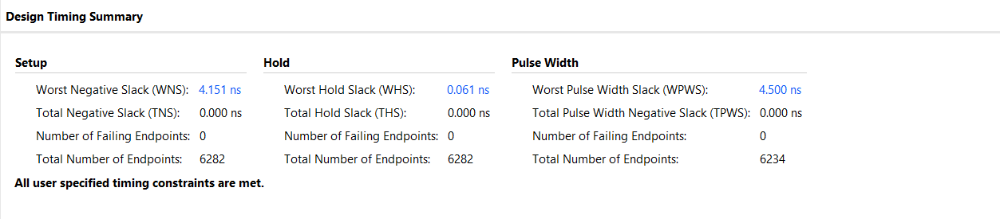 Design Timing Summary
Setup Hold Pulse Width
Worst Negative Slack (WNS): 4.151 ns Worst Hold Slack (WHS): 0.061 ns Worst Pulse Width Slack (WPWS): 4.500 ns
Total Negative Slack (TNS): 0.000 ns Total Hold Slack (THS): 0.000 ns Total Pulse Width Negative Slack (TPWS): 0.000 ns
Number of Failing Endpoints: 0 Number of Failing Endpoints: 0 Number of Failing Endpoints: 0
Total Number of Endpoints: 6282 Total Number of Endpoints: 6282 Total Number of Endpoints: 6234
All user specified timing constraints are met.